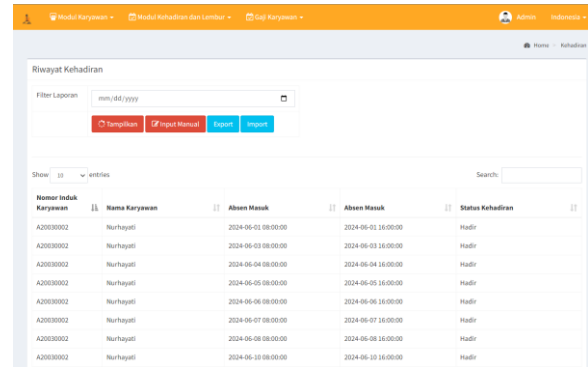 Modul Karyawan Modul Kehadiran dan Lembur Gaji Karyawan Admin Indonesia
Home Kehadiran
Riwayat Kehadiran
Filter Laporan mm/dd/yyyy
Tampilkan Input Manual Export Import
Show 10 entries Search:
Nomor Induk
Karyawan Nama Karyawan Absen Masuk Absen Masuk Status Kehadiran
A20030002 Nurhayati 2024-06-01 08:00:00 2024-06-01 16:00:00 Hadir
A20030002 Nurhayati 2024-06-03 08:00:00 2024-06-03 16:00:00 Hadir
A20030002 Nurhayati 2024-06-04 08:00:00 2024-06-04 16:00:00 Hadir
A20030002 Nurhayati 2024-06-05 08:00:00 2024-06-05 16:00:00 Hadir
A20030002 Nurhayati 2024-06-06 08:00:00 2024-06-06 16:00:00 Hadir
A20030002 Nurhayati 2024-06-07 08:00:00 2024-06-07 16:00:00 Hadir
A20030002 Nurhayati 2024-06-08 08:00:00 2024-06-08 16:00:00 Hadir
A20030002 Nurhayati 2024-06-10 08:00:00 2024-06-10 16:00:00 Hadir